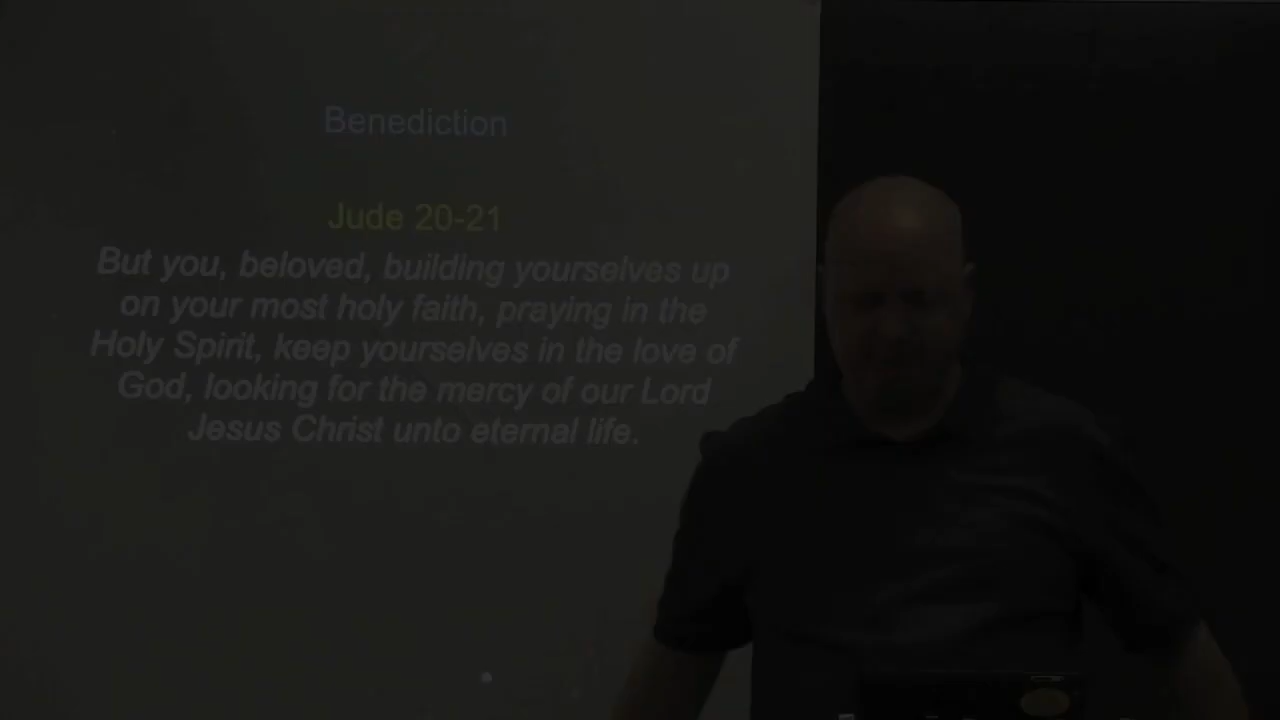 Benediction
Jude 20-21
But you, beloved, building yourselves up
on your most holy faith, praying in the
Holy Spirit, keep yourselves in the love of
God, looking for the mercy of our Lord
Jesus Christ unto eternal life.